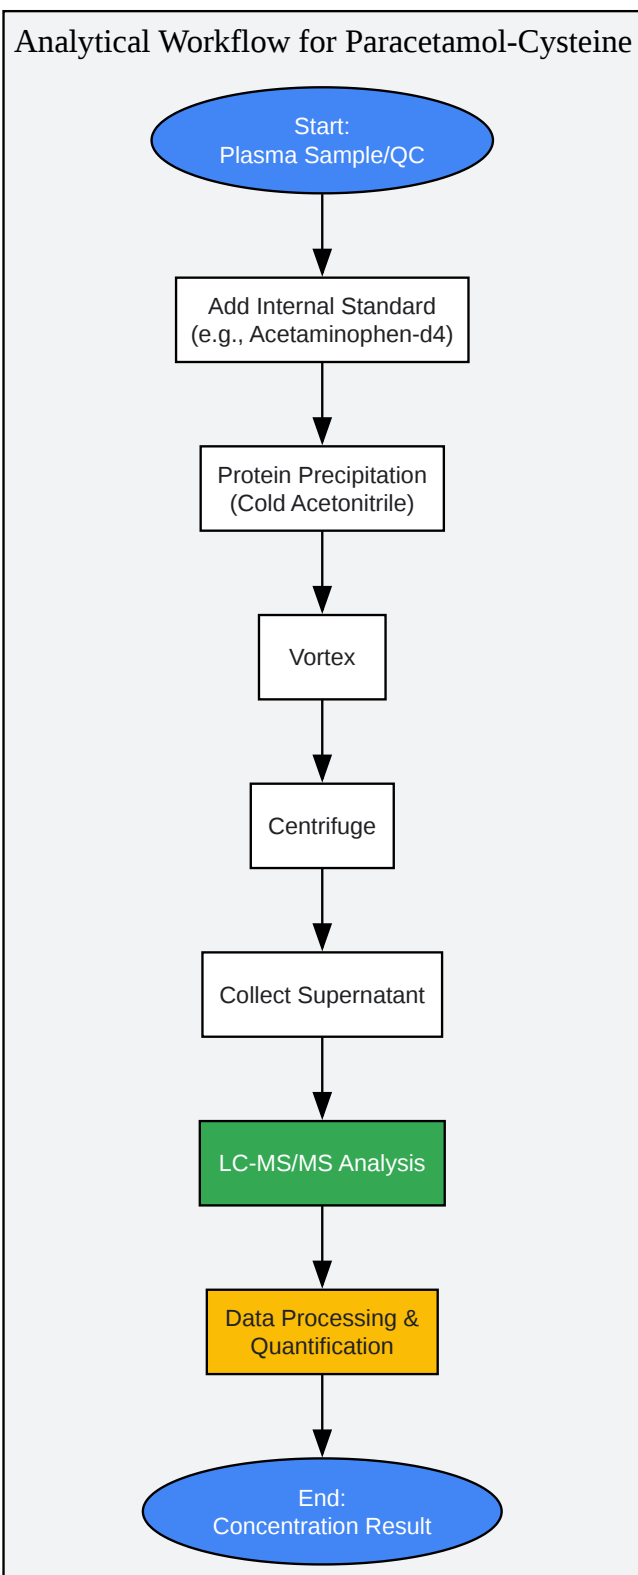 Analytical Workflow for Paracetamol-Cysteine
Start:
Plasma Sample/QC
Add Internal Standard
(e.g., Acetaminophen-d4)
Protein Precipitation
(Cold Acetonitrile)
Vortex
Centrifuge
Collect Supernatant
LC-MS/MS Analysis
Data Processing &
Quantification
End:
Concentration Result